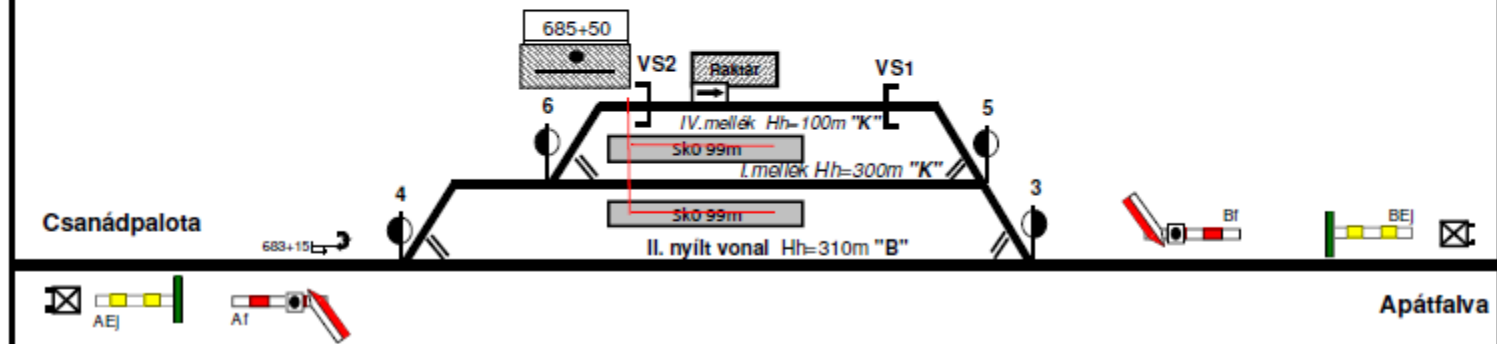 685+50
VS2
Raktár
VS1
6
5
IV.mellék Hh=100m "K"
Sk0 99m
I.mellék Hh=300m "K"
4
3
Csanádpalota
Sk0 99m
Bf
BEj
683+15
II. nyílt vonal Hh=310m "B"
AEj
Af
Apátfalva